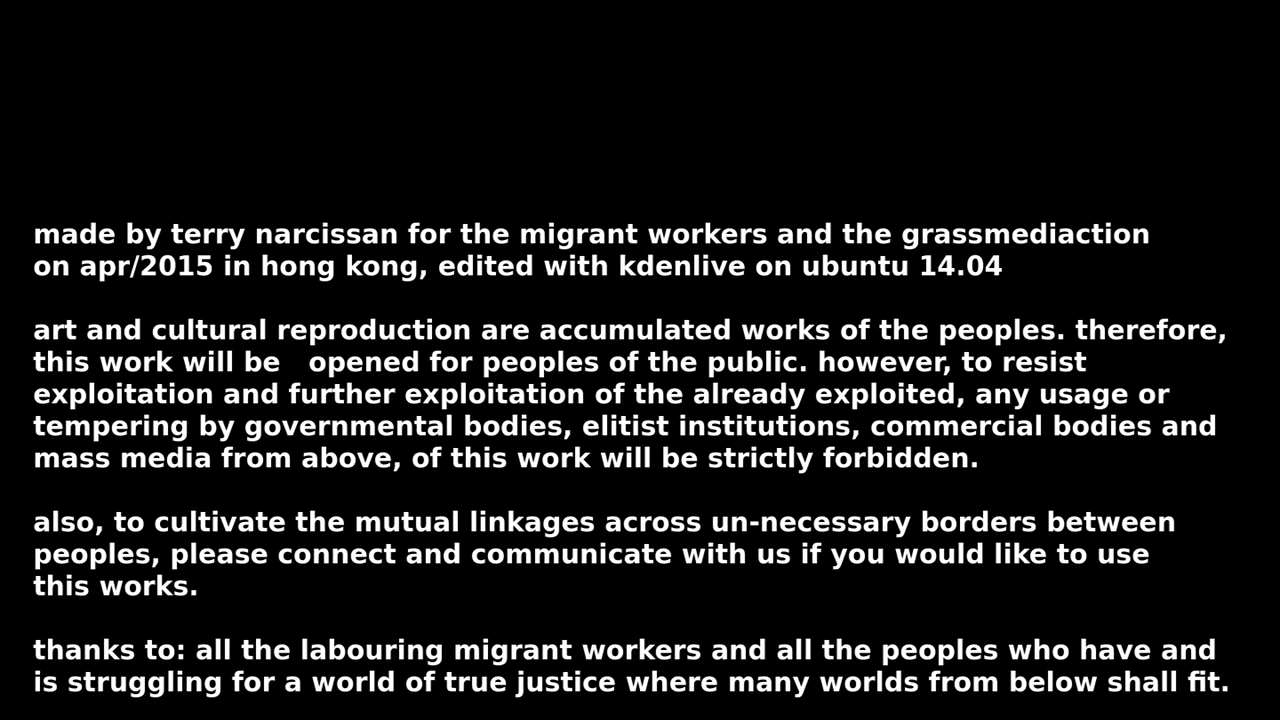 made by terry narcissan for the migrant workers and the grassmediaction
on apr/2015 in hong kong, edited with kdenlive on ubuntu 14.04
art and cultural reproduction are accumulated works of the peoples. therefore,
this work will be   opened for peoples of the public. however, to resist
exploitation and further exploitation of the already exploited, any usage or
tempering by governmental bodies, elitist institutions, commercial bodies and
mass media from above, of this work will be strictly forbidden.
also, to cultivate the mutual linkages across un-necessary borders between
peoples, please connect and communicate with us if you would like to use
this works.
thanks to: all the labouring migrant workers and all the peoples who have and
is struggling for a world of true justice where many worlds from below shall fit.